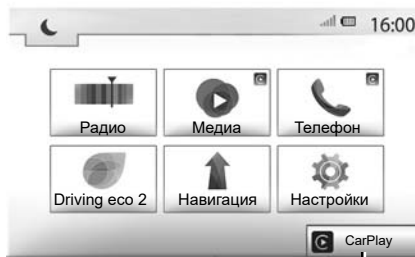 16:00
Радио Медиа Телефон
Driving eco 2 Навигация Настройки
CarPlay